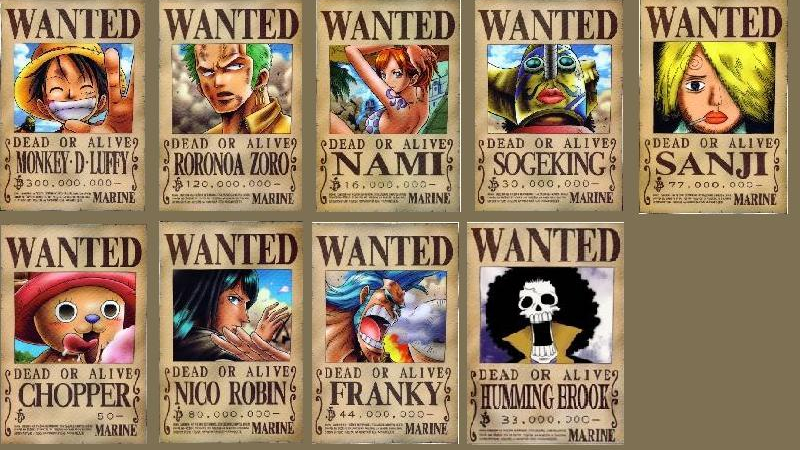 WANTED
DEAD OR ALIVE
MONKEY·D·LUFFY
300.000.000-
MARINE
WANTED
DEAD OR ALIVE
RORONOA ZORO
120.000.000-
MARINE
WANTED
DEAD OR ALIVE
NAMI
16.000.000-
MARINE
WANTED
DEAD OR ALIVE
SOGEKING
30.000.000-
MARINE
WANTED
DEAD OR ALIVE
SANJI
77.000.000-
MARINE
WANTED
DEAD OR ALIVE
CHOPPER
50-
MARINE
WANTED
DEAD OR ALIVE
NICO ROBIN
80.000.000-
MARINE
WANTED
DEAD OR ALIVE
FRANKY
44.000.000-
MARINE
WANTED
DEAD OR ALIVE
HUMMING BROOK
33.000.000-
MARINE